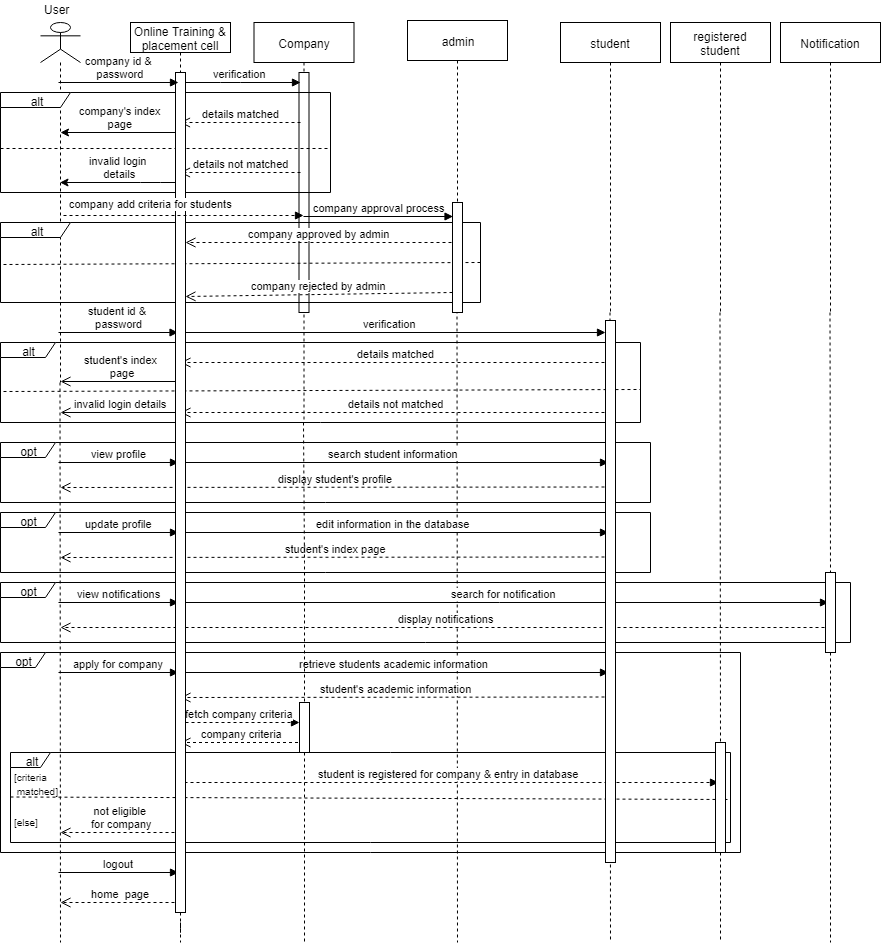 User
Online Training &
placement cell
Company
admin
student
registered
student
Notification
company id &
password
verification
alt
company's index
page
details matched
invalid login
details
details not matched
company add criteria for students
company approval process
alt
company approved by admin
company rejected by admin
student id &
password
verification
alt
student's index
page
details matched
invalid login details
details not matched
opt
view profile
search student information
display student's profile
opt
update profile
edit information in the database
student's index page
opt
view notifications
search for notification
display notifications
opt
apply for company
retrieve students academic information
student's academic information
fetch company criteria
company criteria
alt
[criteria
matched]
student is registered for company & entry in database
[else]
not eligible
for company
logout
home page